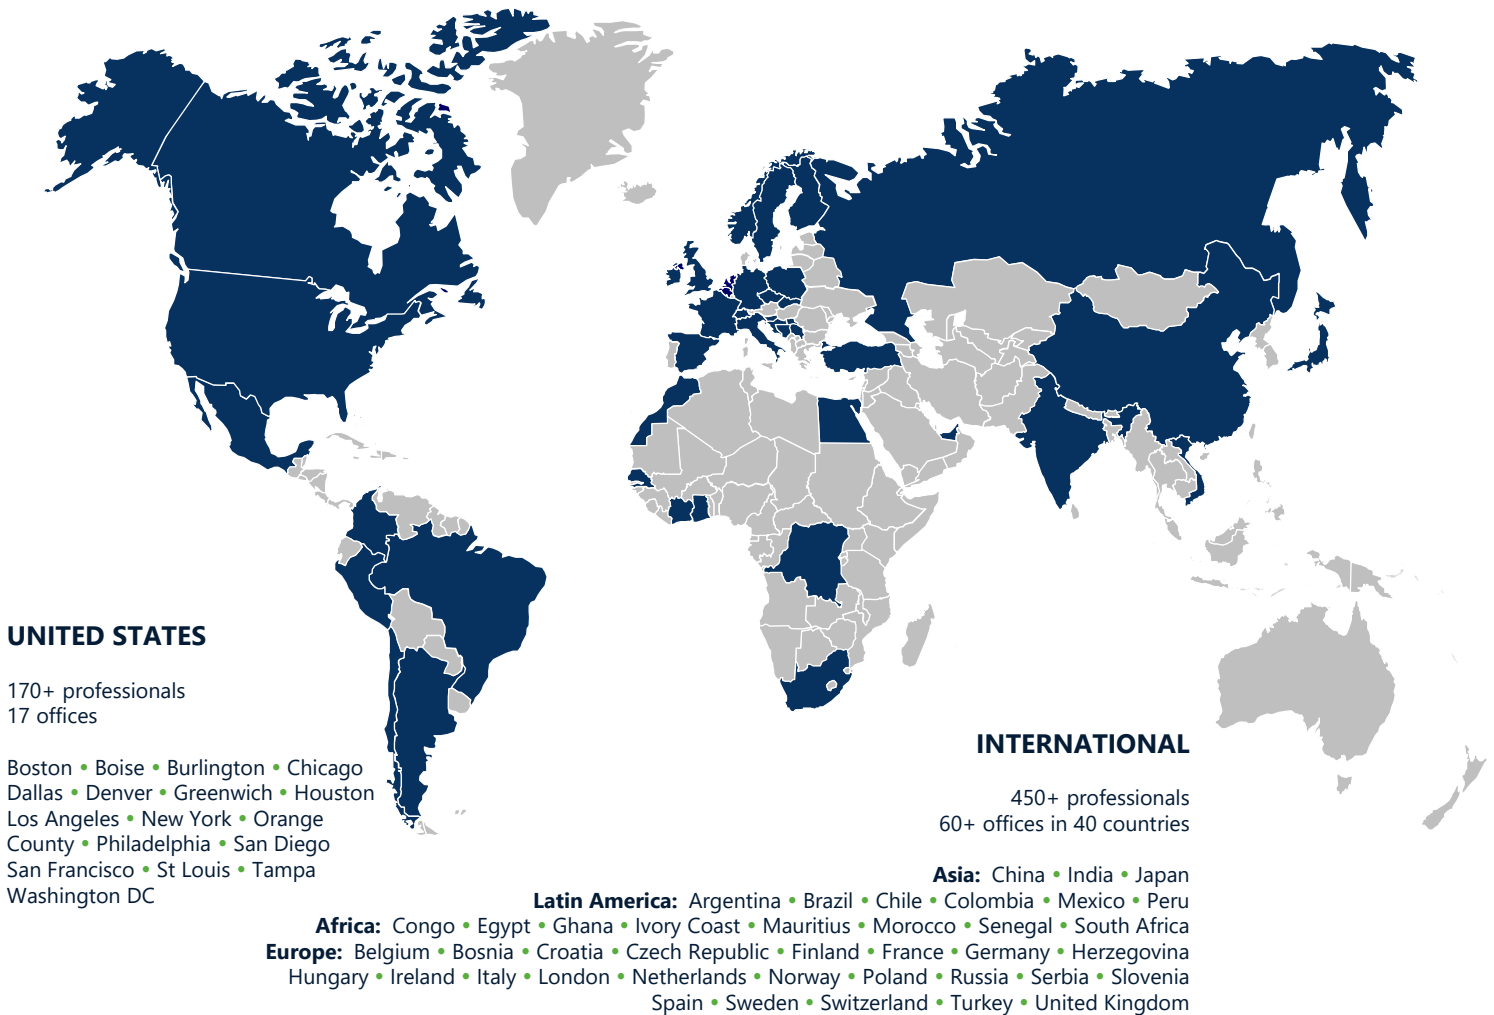 UNITED STATES
170+ professionals
17 offices
Boston • Boise • Burlington • Chicago
Dallas • Denver • Greenwich • Houston
Los Angeles • New York • Orange
County • Philadelphia • San Diego
San Francisco • St Louis • Tampa
Washington DC
INTERNATIONAL
450+ professionals
60+ offices in 40 countries
Asia: China • India • Japan
Latin America: Argentina • Brazil • Chile • Colombia • Mexico • Peru
Africa: Congo • Egypt • Ghana • Ivory Coast • Mauritius • Morocco • Senegal • South Africa
Europe: Belgium • Bosnia • Croatia • Czech Republic • Finland • France • Germany • Herzegovina
Hungary • Ireland • Italy • London • Netherlands • Norway • Poland • Russia • Serbia • Slovenia
Spain • Sweden • Switzerland • Turkey • United Kingdom